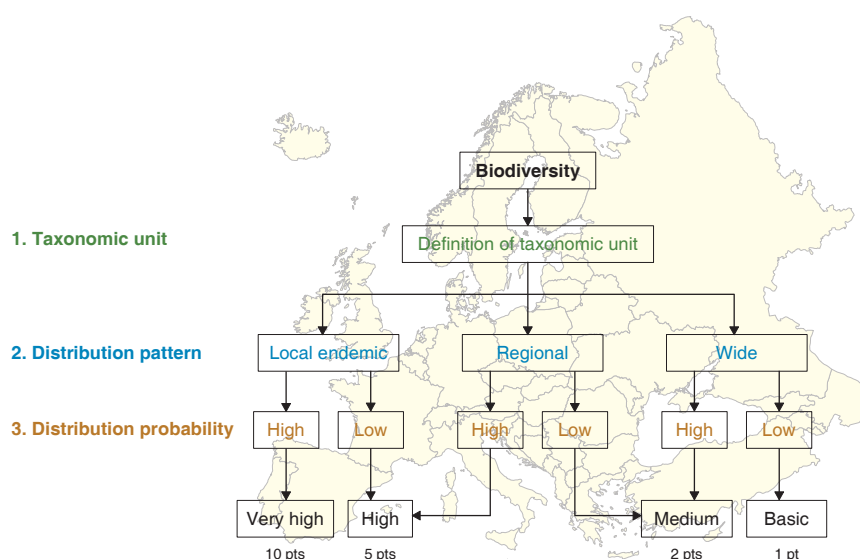 Biodiversity
1. Taxonomic unit
Definition of taxonomic unit
2. Distribution pattern
Local endemic
Regional
Wide
3. Distribution probability
High
Low
High
Low
High
Low
Very high
High
Medium
Basic
10 pts
5 pts
2 pts
1 pt